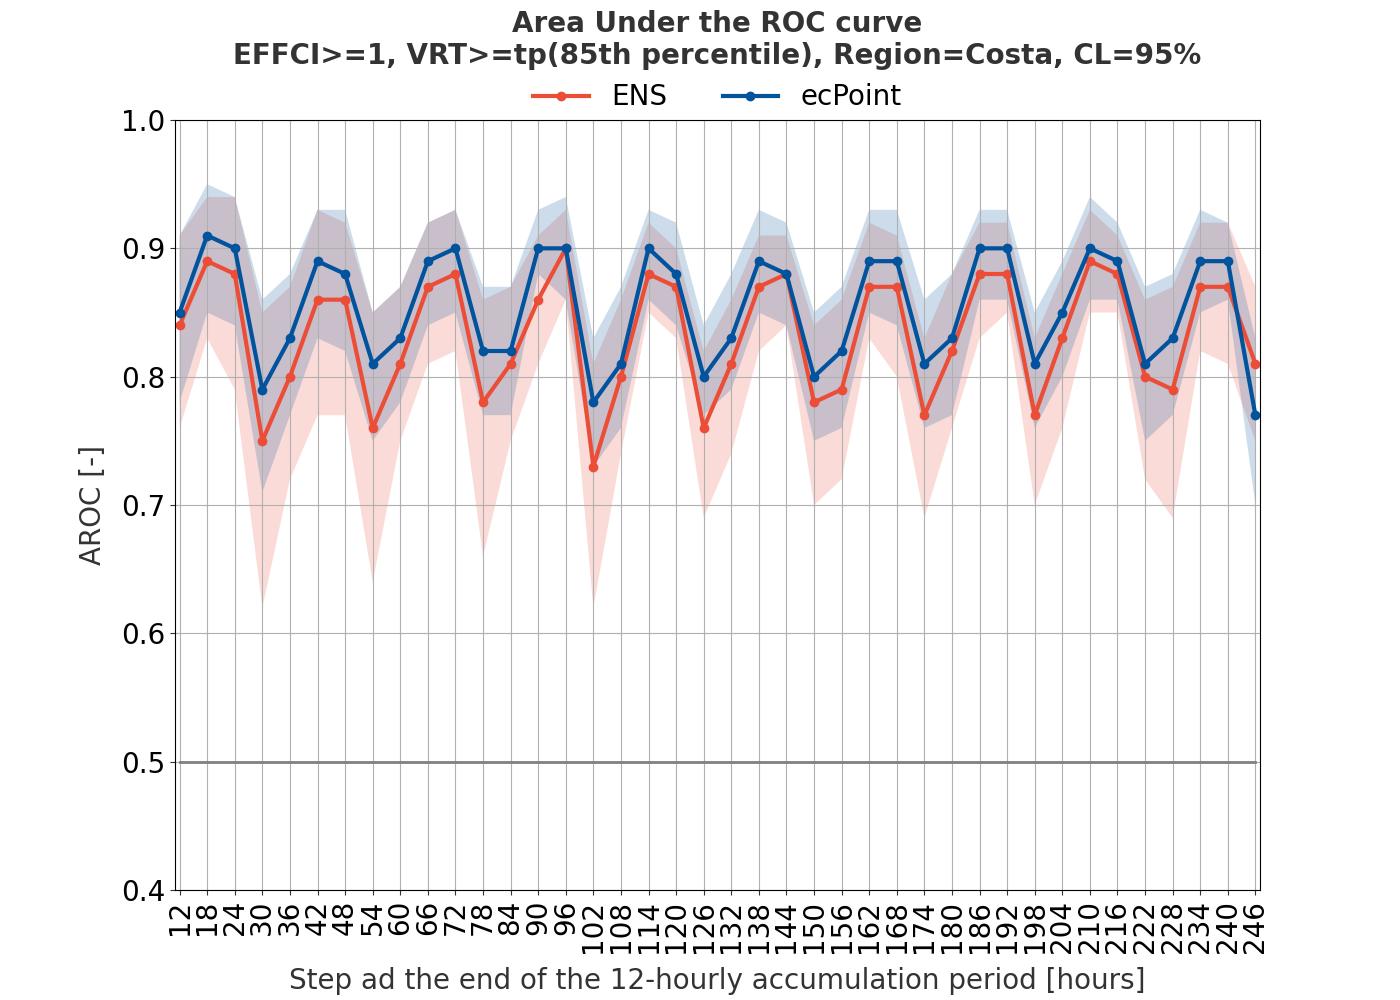 Area Under the ROC curve
EFFCI>=1, VRT>=tp(85th percentile), Region=Costa, CL=95%
ENS ecPoint
1.0
0.9
0.8
0.7
0.6
0.5
0.4
AROC [-]
12 18 24 30 36 42 48 54 60 66 72 78 84 90 96 102 108 114 120 126 132 138 144 150 156 162 168 174 180 186 192 198 204 210 216 222 228 234 240 246
Step ad the end of the 12-hourly accumulation period [hours]